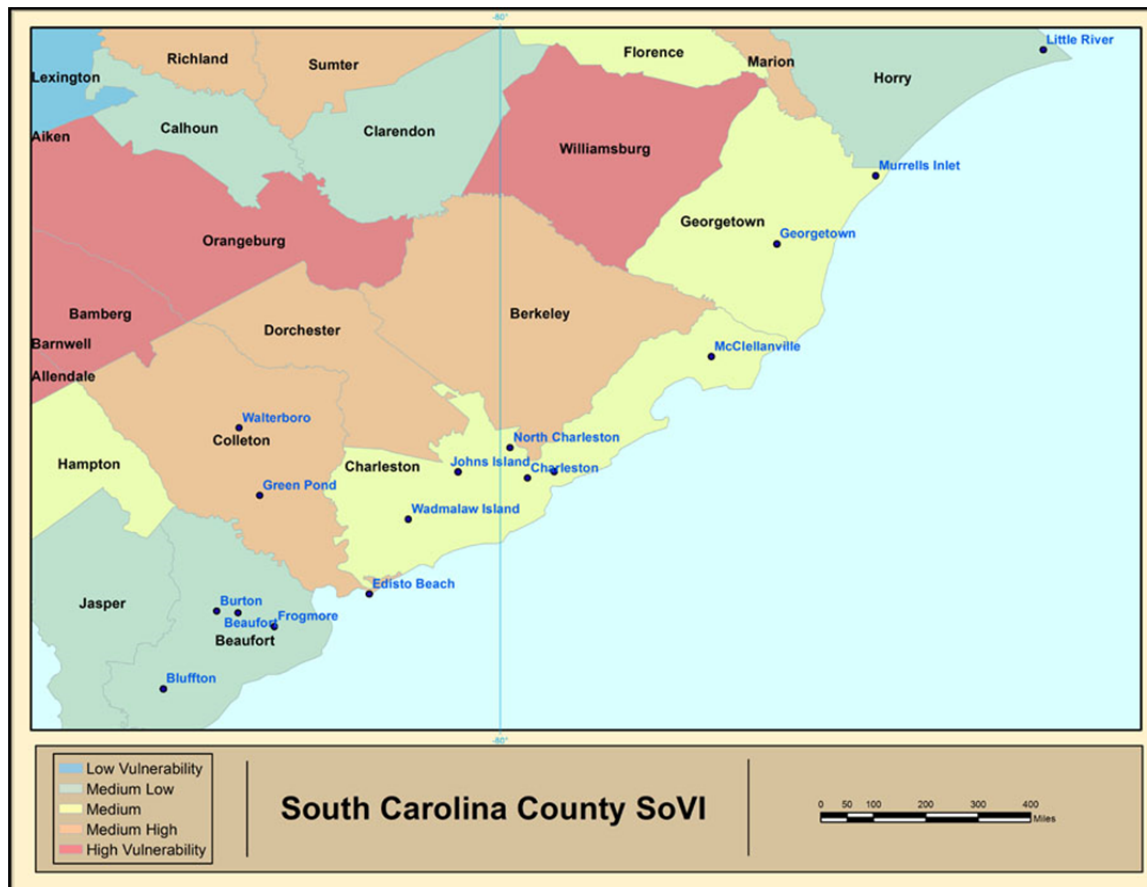 -80°
Little River
Florence
Richland
Sumter
Marion
Lexington
Horry
Calhoun
Clarendon
Aiken
Williamsburg
Murrells Inlet
Georgetown
Georgetown
Orangeburg
Bamberg
Berkeley
Dorchester
Barnwell
McClellanville
Allendale
Walterboro
Colleton
North Charleston
Hampton
Charleston
Johns Island
Charleston
Green Pond
Wadmalaw Island
Edisto Beach
Jasper
Burton
Frogmore
Beaufort
Beaufort
Bluffton
-80°
Low Vulnerability
Medium Low
Medium
Medium High
High Vulnerability
South Carolina County SoVI
0 50 100 200 300 400
Miles